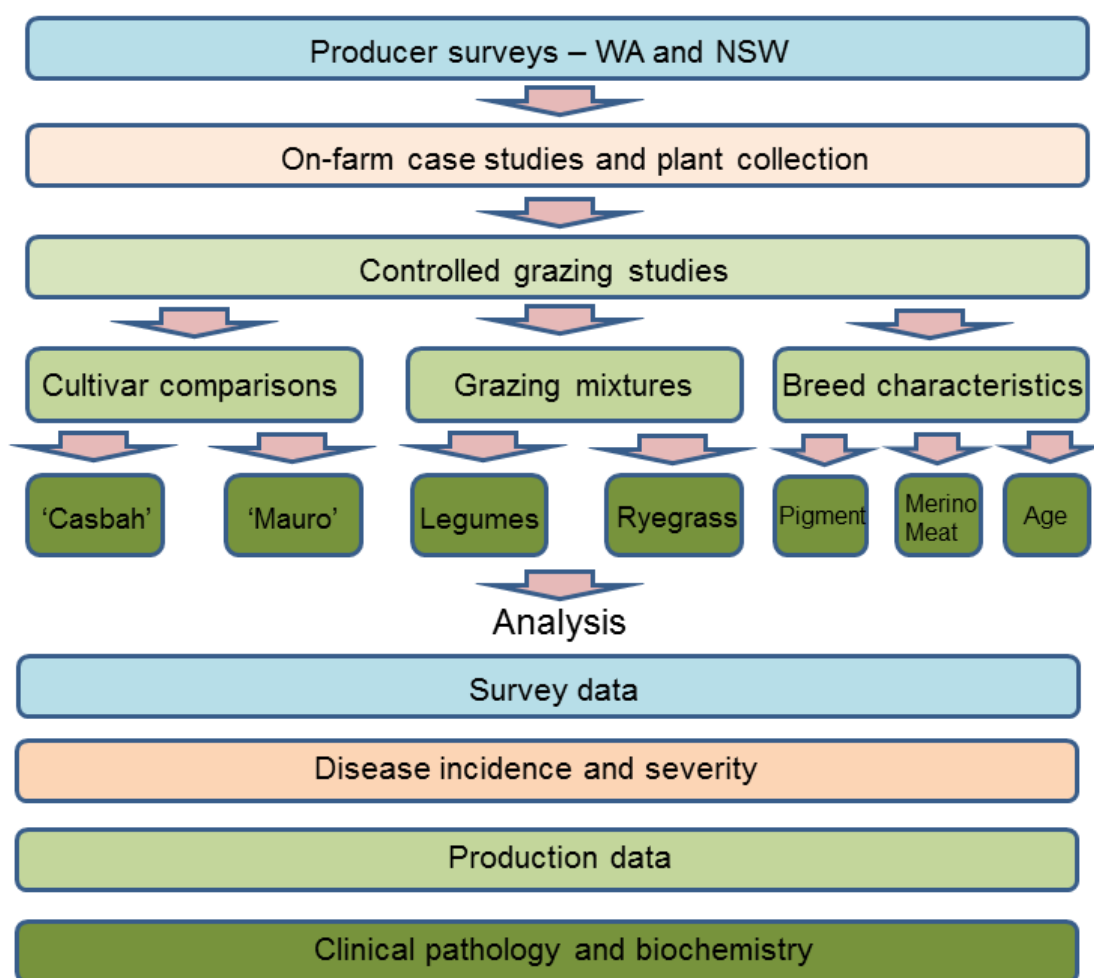 Producer surveys – WA and NSW
On-farm case studies and plant collection
Controlled grazing studies
Cultivar comparisons
Grazing mixtures
Breed characteristics
‘Casbah’
‘Mauro’
Legumes
Ryegrass
Pigment
Merino
Meat
Age
Analysis
Survey data
Disease incidence and severity
Production data
Clinical pathology and biochemistry